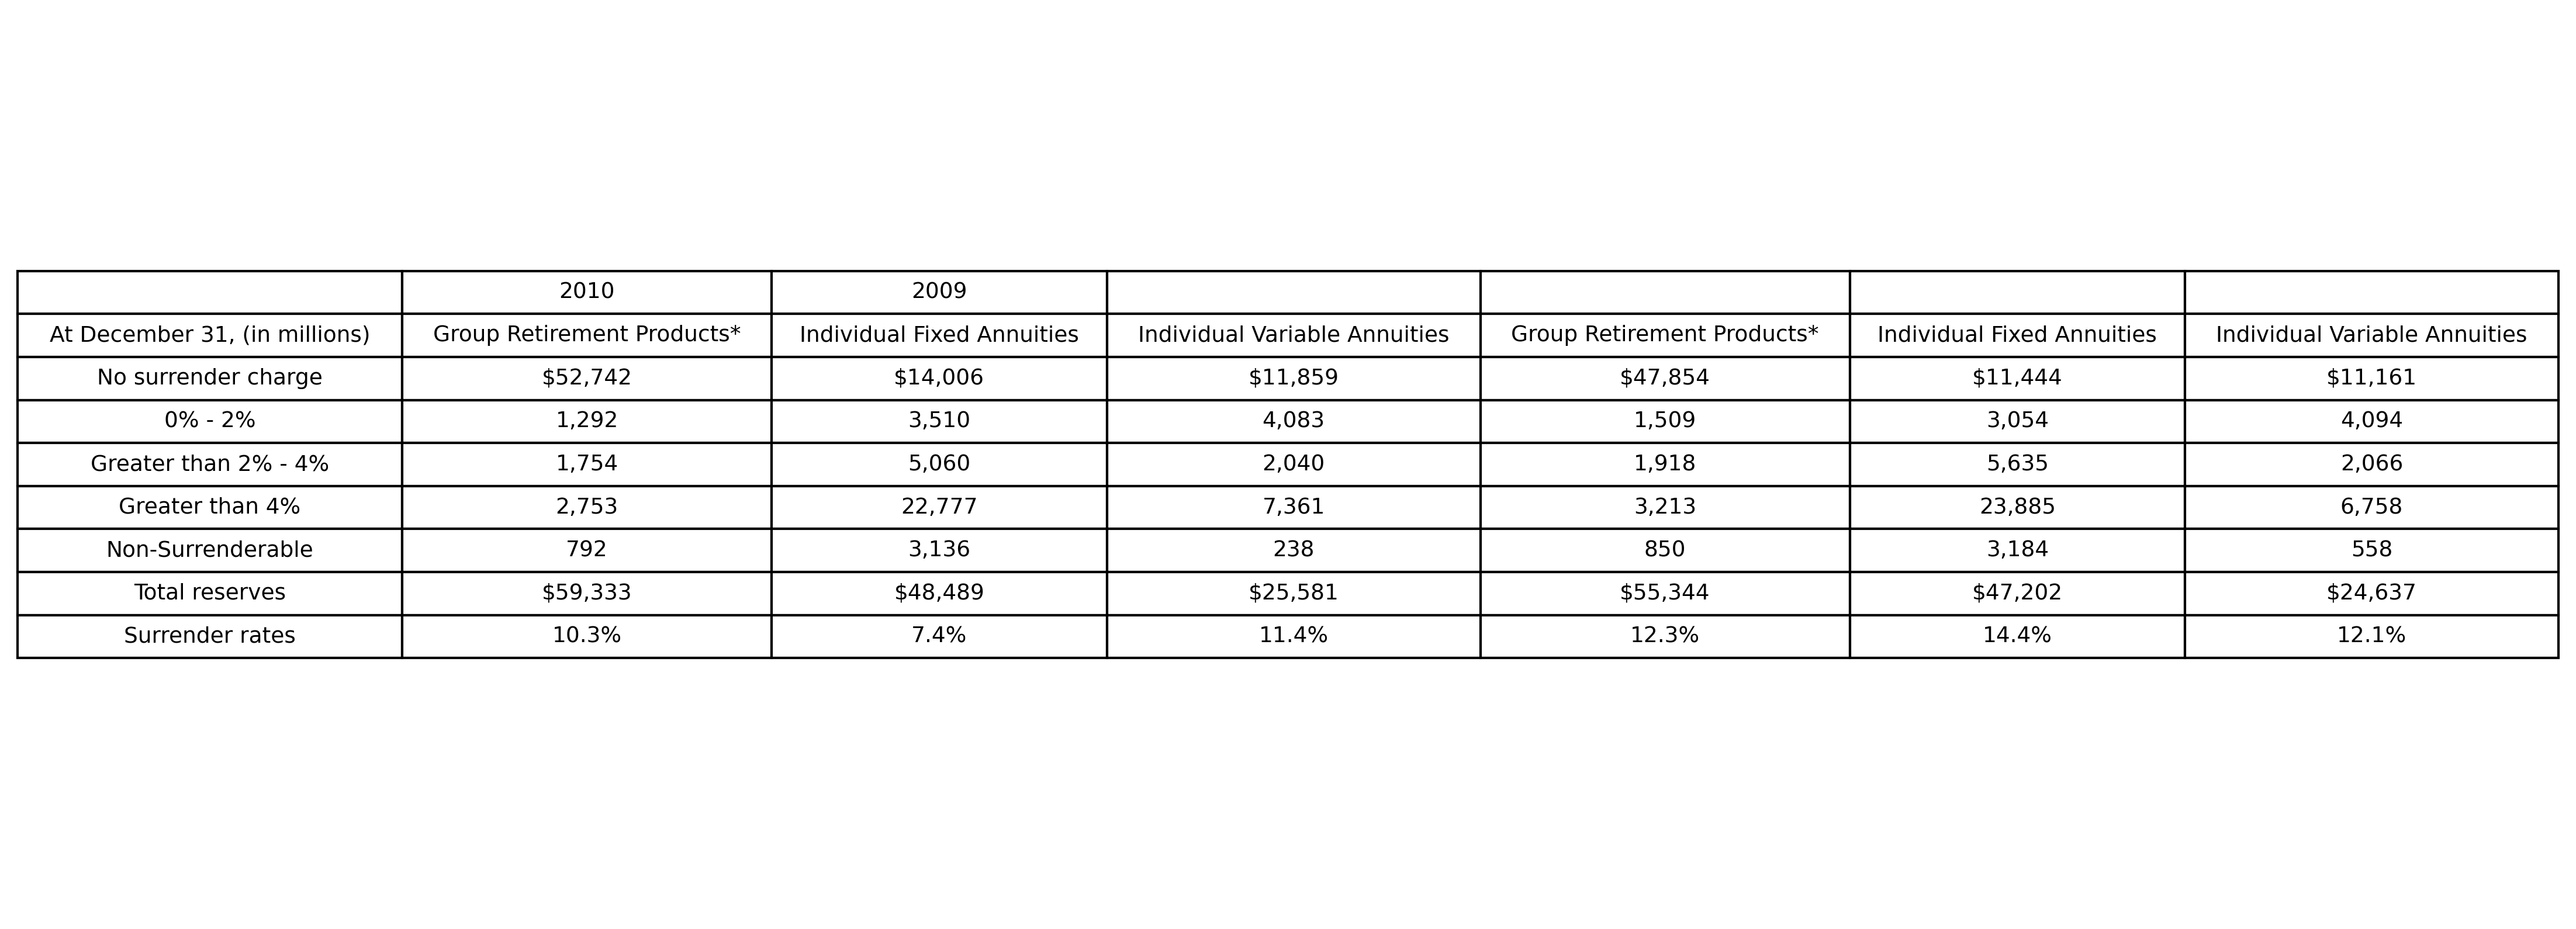 2010 2009
At December 31, (in millions) Group Retirement Products* Individual Fixed Annuities Individual Variable Annuities Group Retirement Products* Individual Fixed Annuities Individual Variable Annuities
No surrender charge $52,742 $14,006 $11,859 $47,854 $11,444 $11,161
0% - 2% 1,292 3,510 4,083 1,509 3,054 4,094
Greater than 2% - 4% 1,754 5,060 2,040 1,918 5,635 2,066
Greater than 4% 2,753 22,777 7,361 3,213 23,885 6,758
Non-Surrenderable 792 3,136 238 850 3,184 558
Total reserves $59,333 $48,489 $25,581 $55,344 $47,202 $24,637
Surrender rates 10.3% 7.4% 11.4% 12.3% 14.4% 12.1%